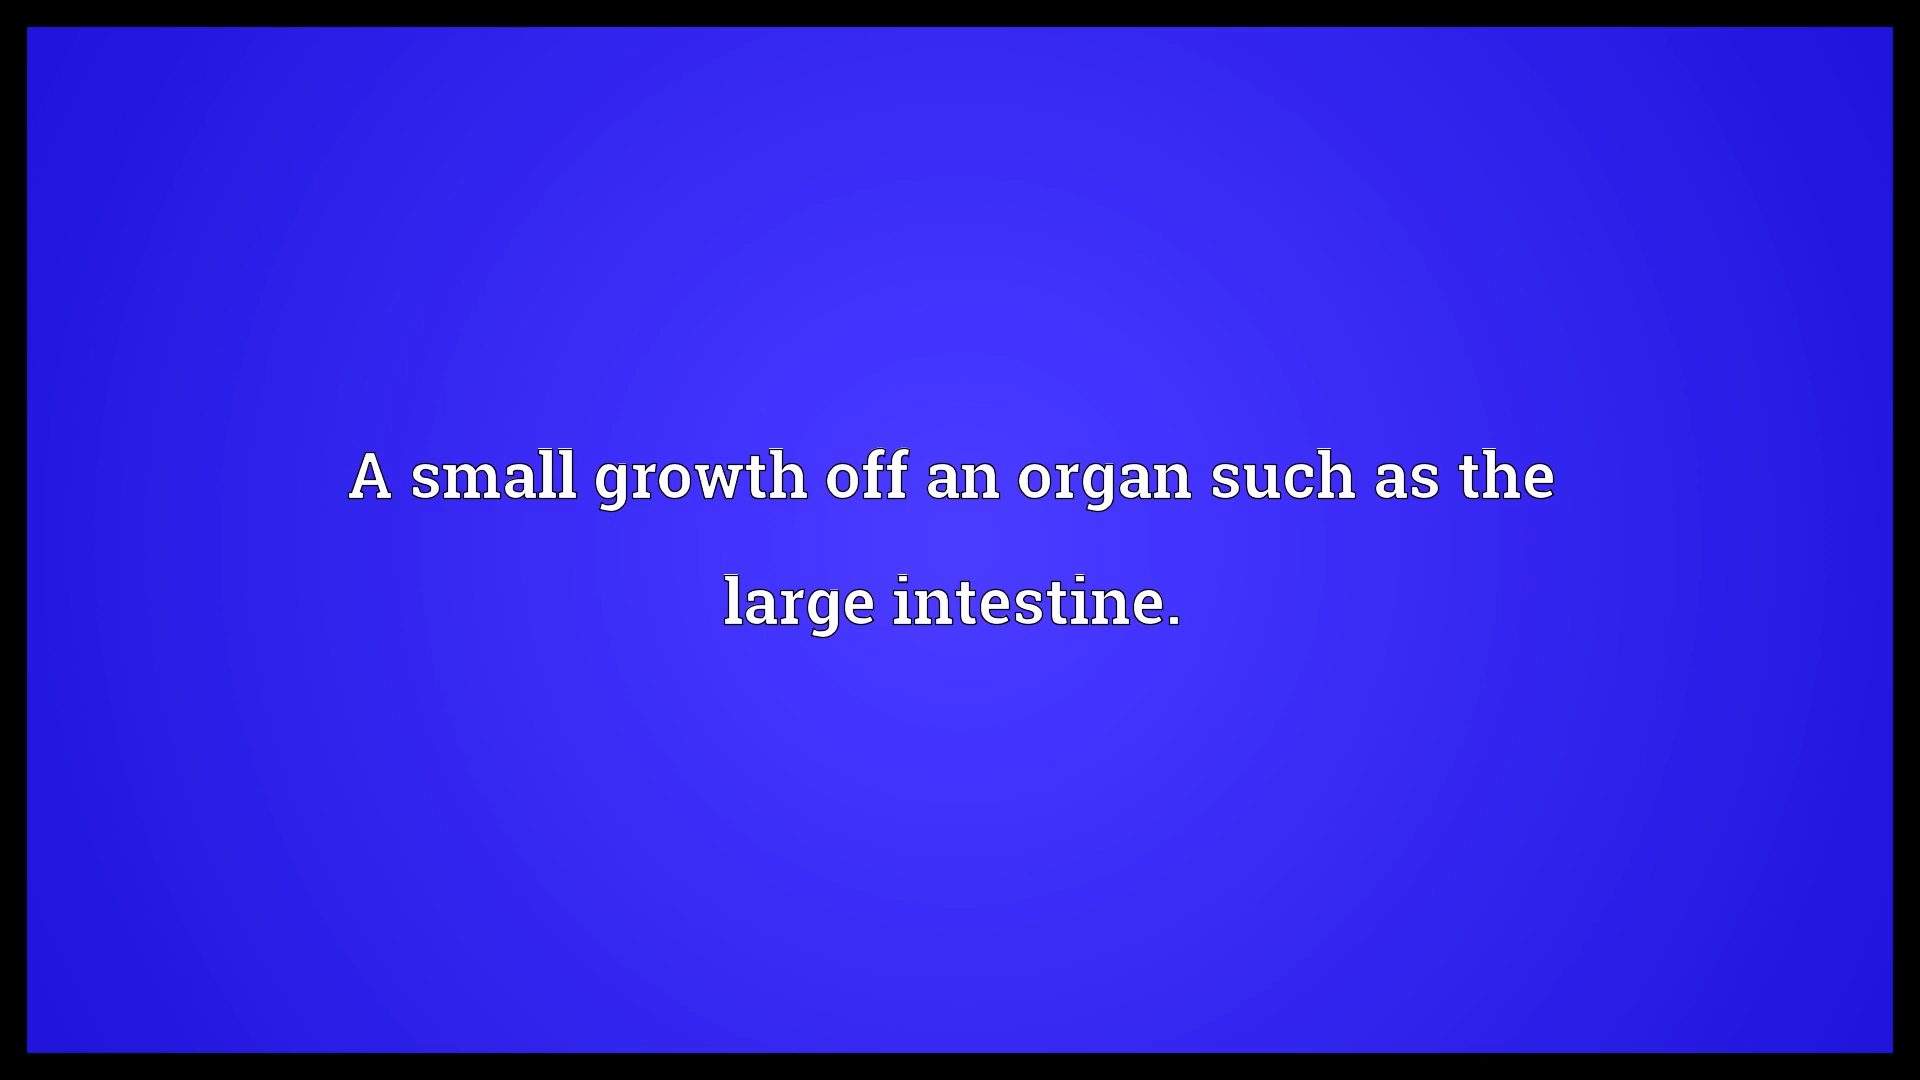 A small growth off an organ such as the
large intestine.